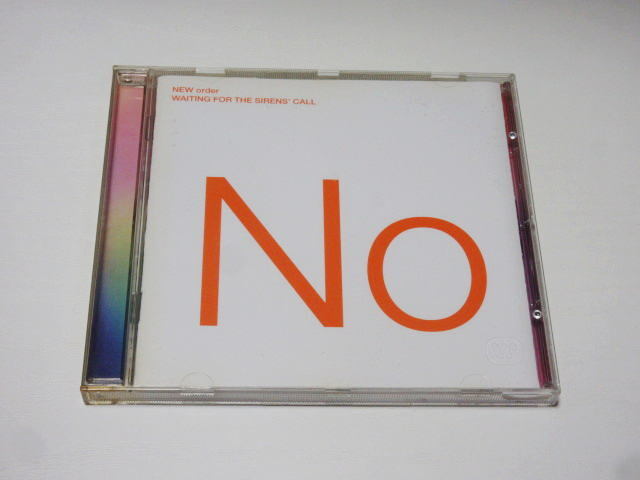 NEW order
WAITING FOR THE SIRENS' CALL
No